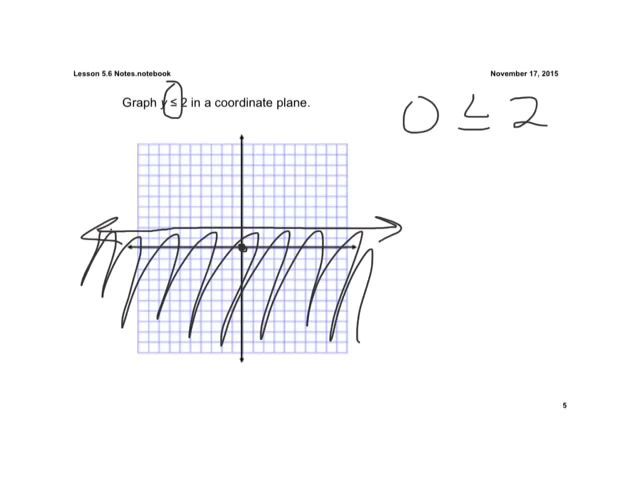 Lesson 5.6 Notes.notebook
November 17, 2015
Graph y ≤ 2 in a coordinate plane.
0 ≤ 2
5